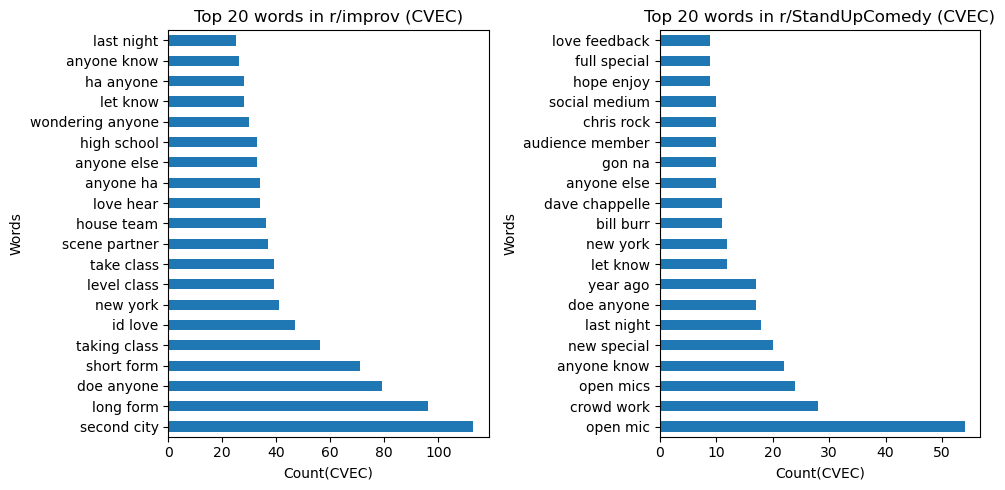 Top 20 words in r/improv (CVEC)
last night
anyone know
ha anyone
let know
wondering anyone
high school
anyone else
anyone ha
love hear
house team
scene partner
take class
level class
new york
id love
taking class
short form
doe anyone
long form
second city
Words
0 20 40 60 80 100
Count(CVEC)
Top 20 words in r/StandUpComedy (CVEC)
love feedback
full special
hope enjoy
social medium
chris rock
audience member
gon na
anyone else
dave chappelle
bill burr
new york
let know
year ago
doe anyone
last night
new special
anyone know
open mics
crowd work
open mic
Words
0 10 20 30 40 50
Count(CVEC)